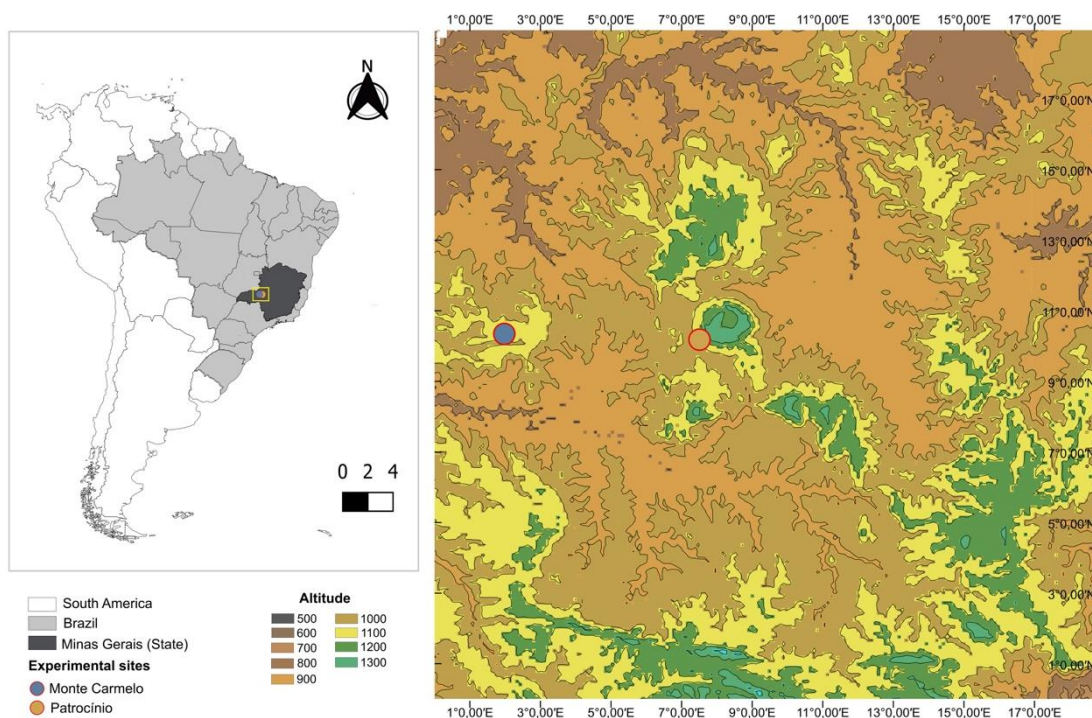 N
0 2 4
South America
Brazil
Minas Gerais (State)
Experimental sites
Monte Carmelo
Patrocínio
Altitude
500
600
700
800
900
1000
1100
1200
1300
1°0,00′E 3°0,00′E 5°0,00′E 7°0,00′E 9°0,00′E 11°0,00′E 13°0,00′E 15°0,00′E 17°0,00′E
17°0,00′N
15°0,00′N
13°0,00′N
11°0,00′N
9°0,00′N
7°0,00′N
5°0,00′N
3°0,00′N
1°0,00′N
1°0,00′E 3°0,00′E 5°0,00′E 7°0,00′E 9°0,00′E 11°0,00′E 13°0,00′E 15°0,00′E 17°0,00′E